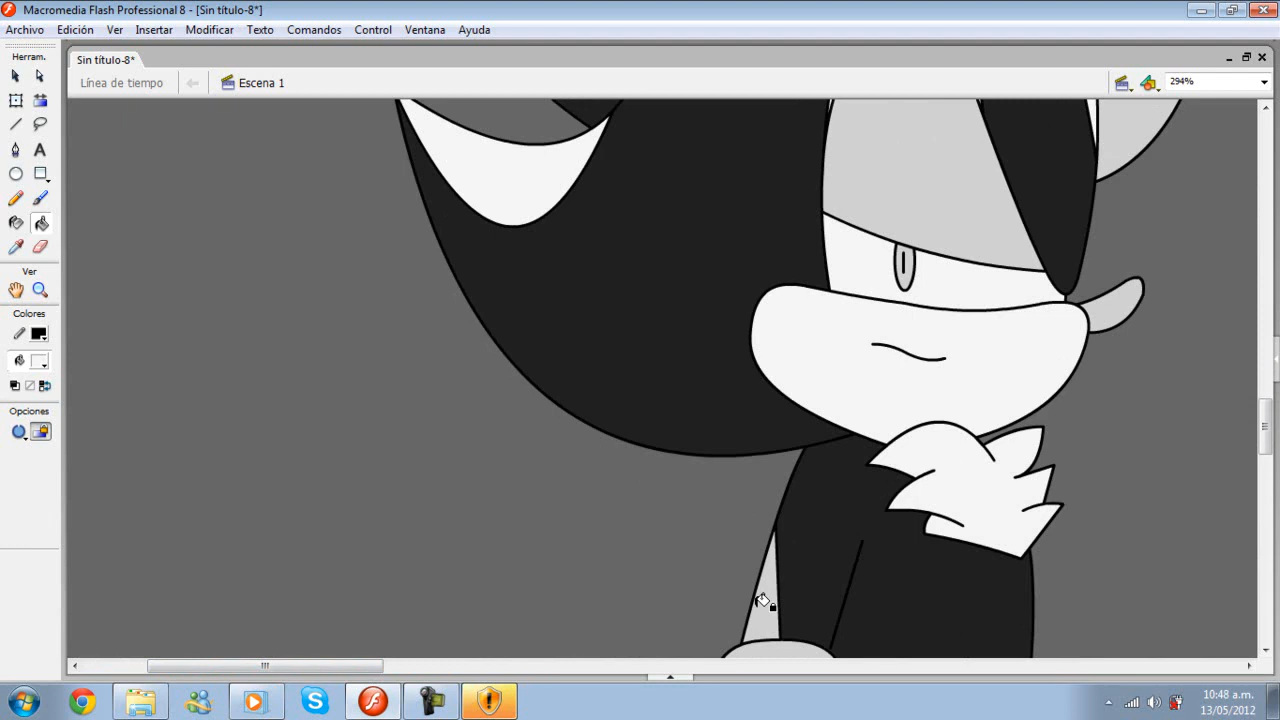 Macromedia Flash Professional 8 - [Sin título-8*]
Archivo Edición Ver Insertar Modificar Texto Comandos Control Ventana Ayuda
Herram.
Sin título-8*
Línea de tiempo
Escena 1
294%
A
Ver
Colores
Opciones
10:48 a.m.
13/05/2012